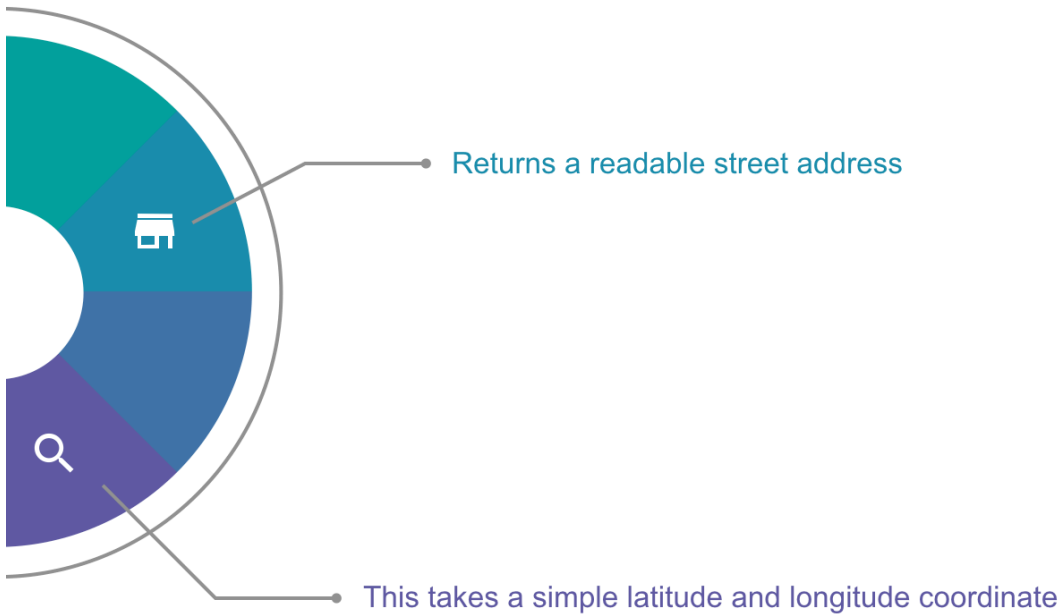 Returns a readable street address
This takes a simple latitude and longitude coordinate